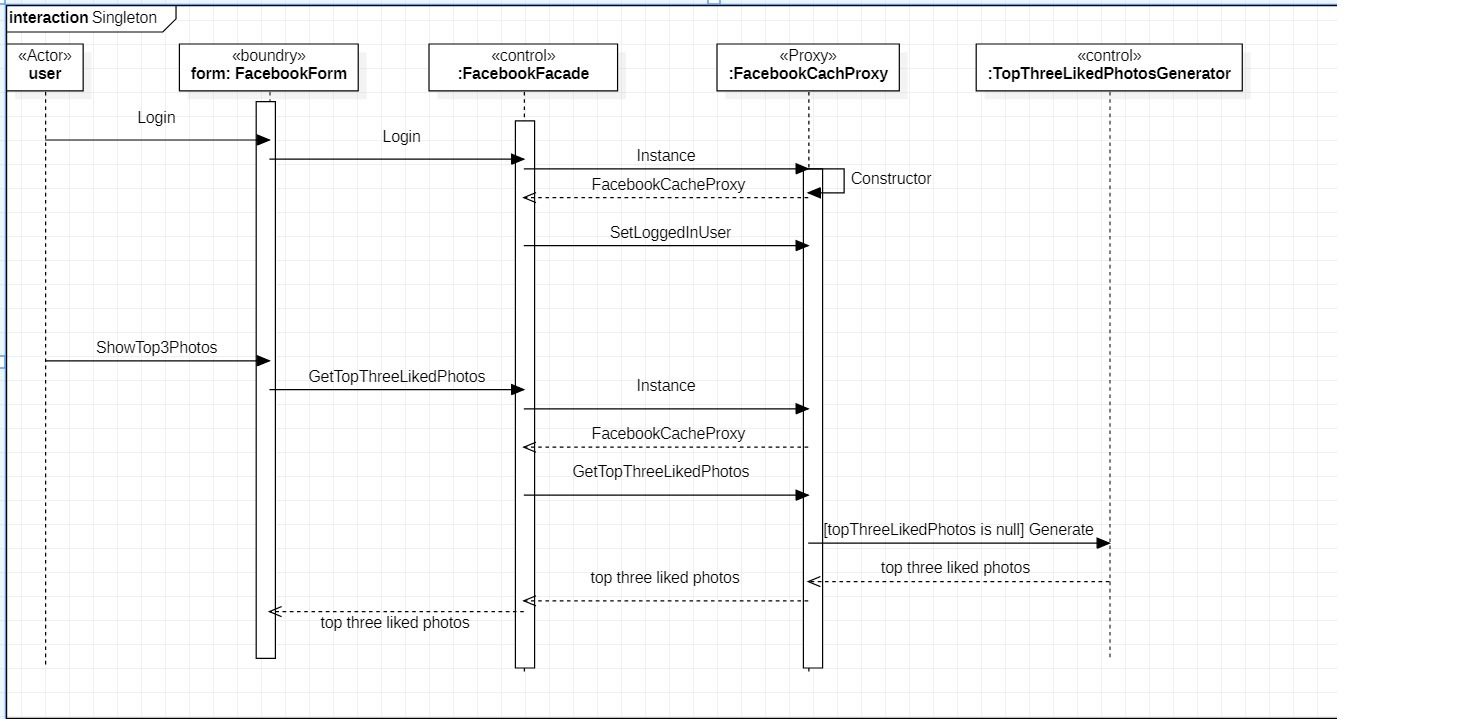 interaction Singleton
«Actor»
user
«boundry»
form: FacebookForm
«control»
:FacebookFacade
«Proxy»
:FacebookCachProxy
«control»
:TopThreeLikedPhotosGenerator
Login
Login
Instance
Constructor
FacebookCacheProxy
SetLoggedInUser
ShowTop3Photos
GetTopThreeLikedPhotos
Instance
FacebookCacheProxy
GetTopThreeLikedPhotos
[topThreeLikedPhotos is null] Generate
top three liked photos
top three liked photos
top three liked photos